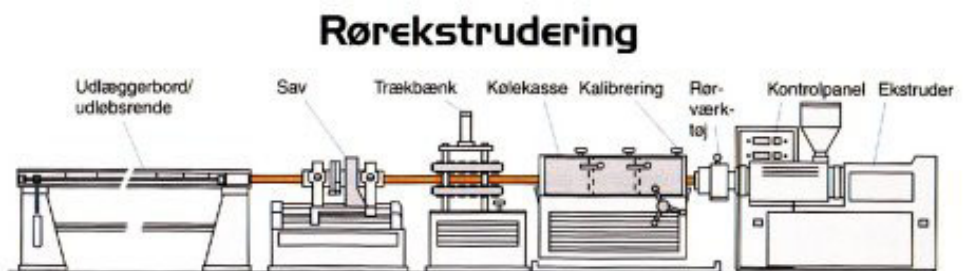 Rørekstrudering
Udlæggerbord/
udløbsrende
Sav
Trækbænk
Kølekasse
Kalibrering
Rør-
værk-
tøj
Kontrolpanel
Ekstruder